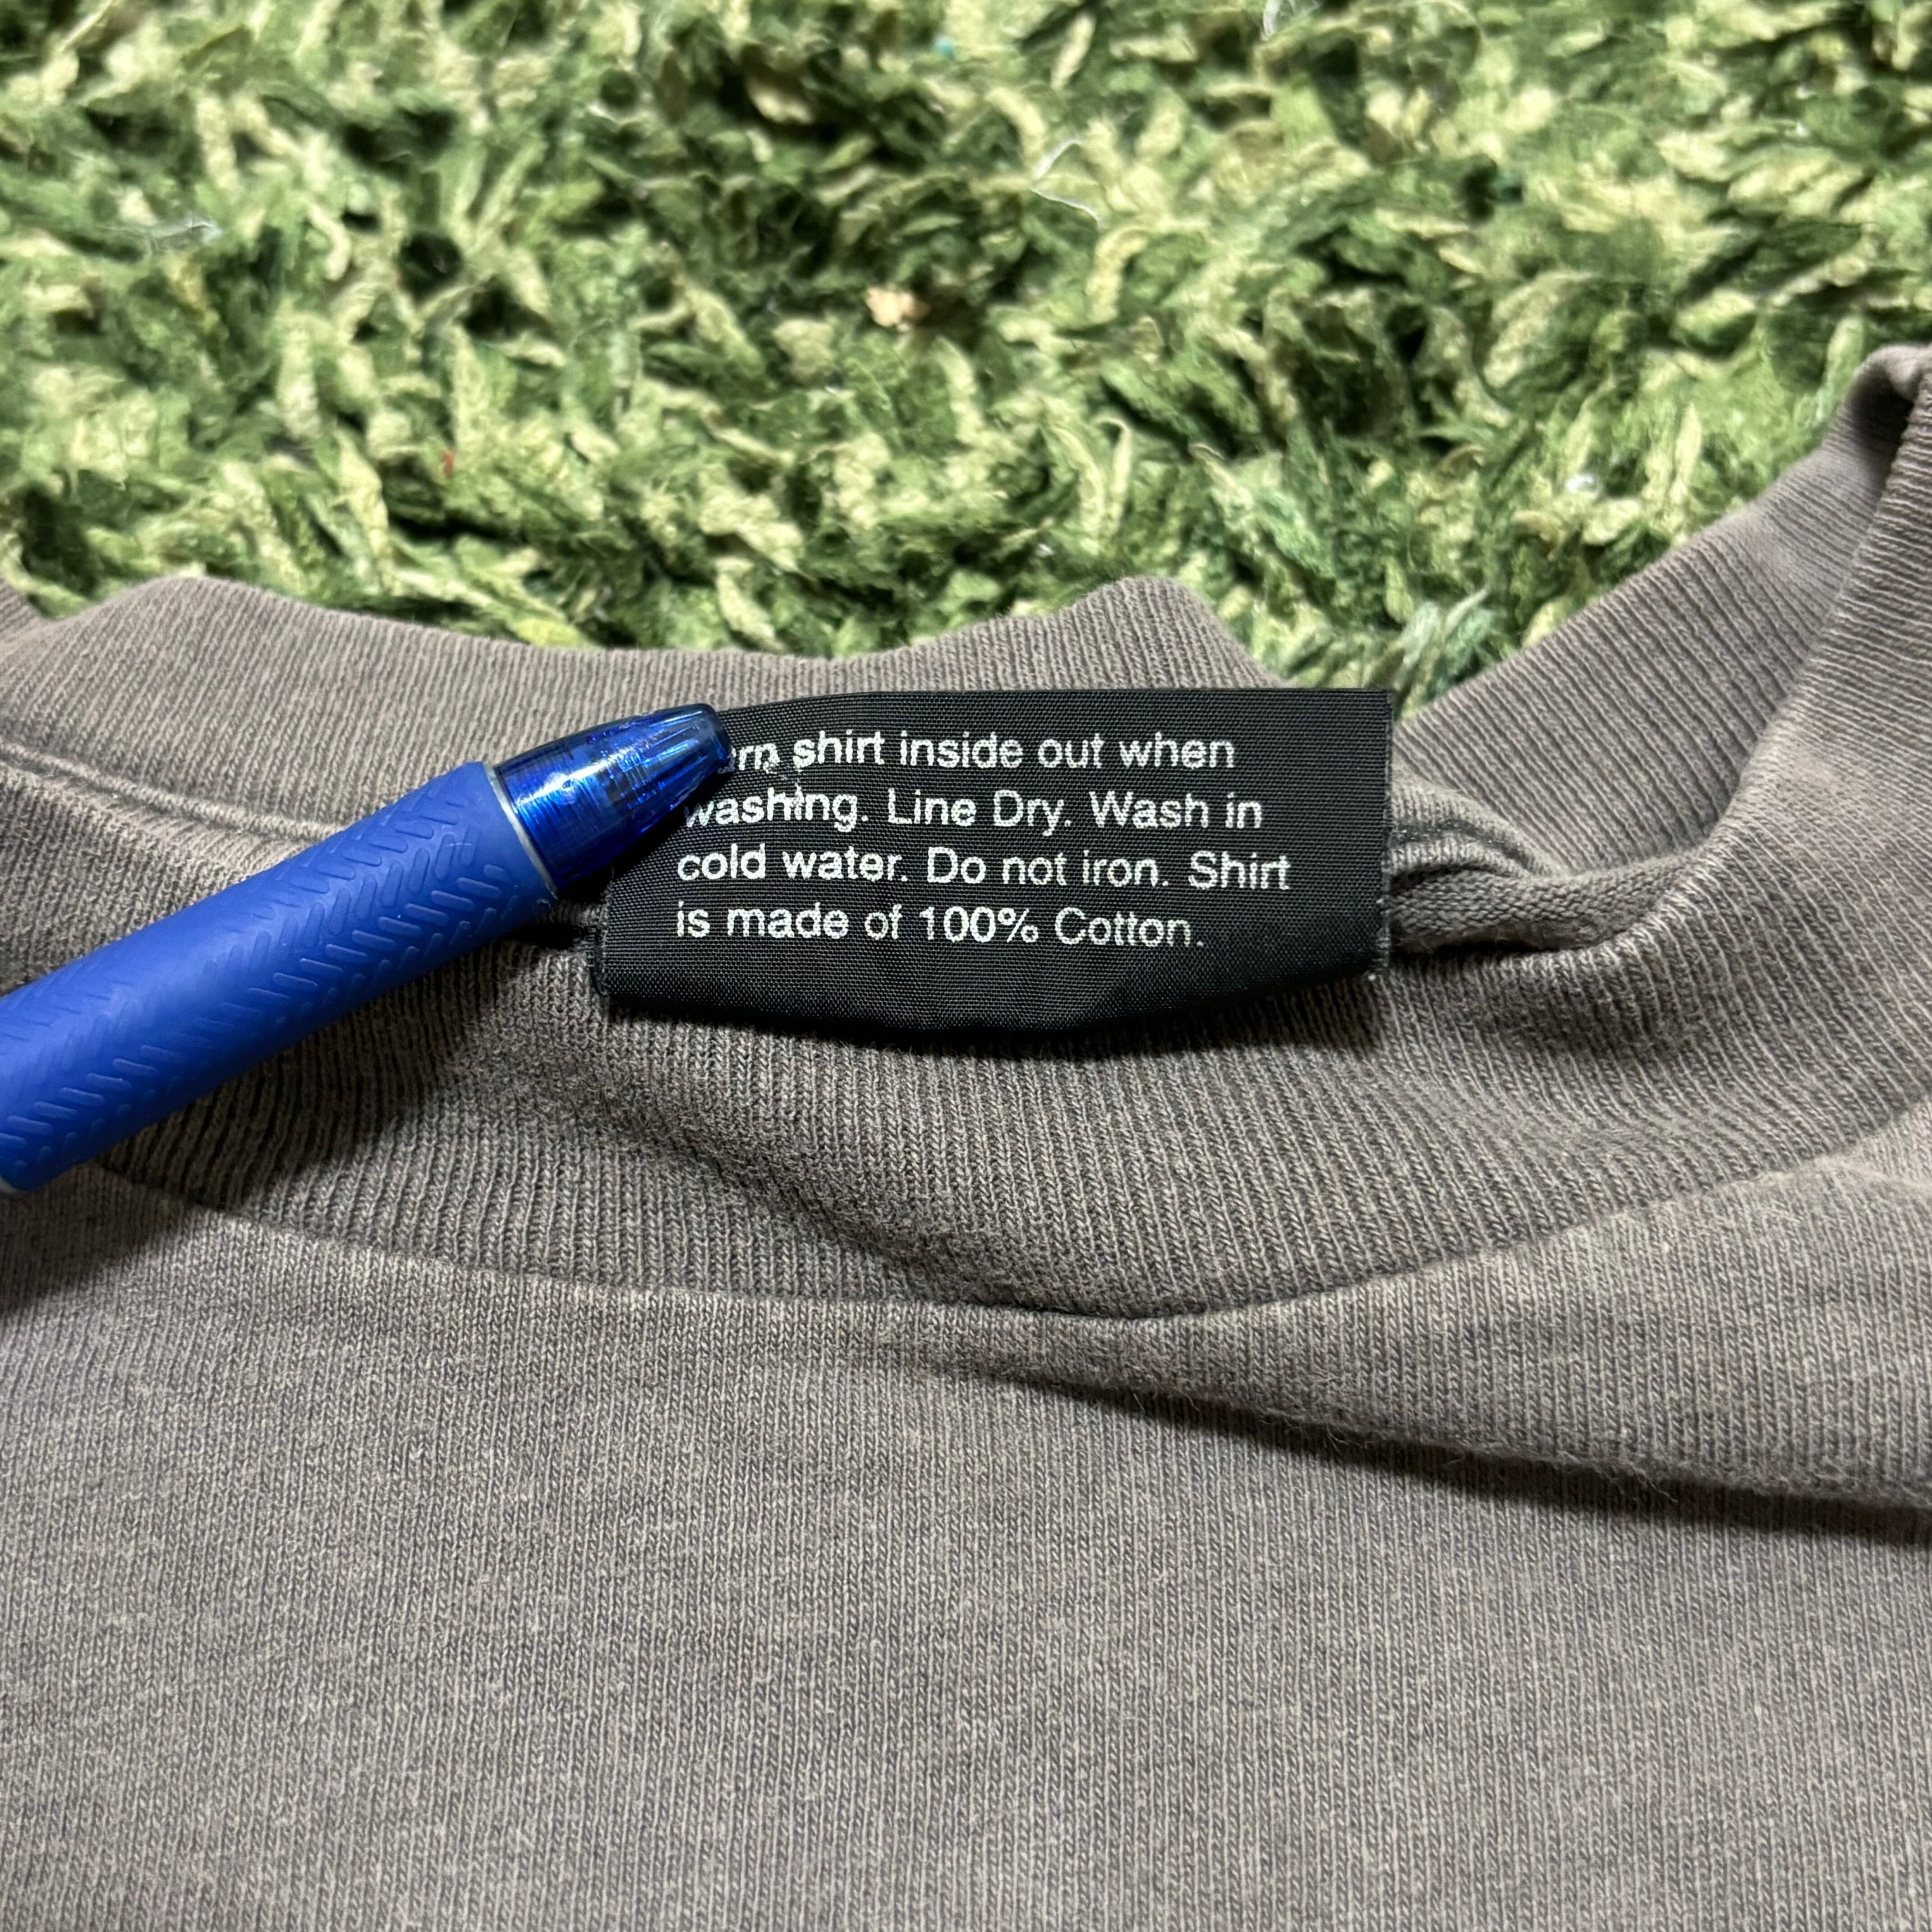 shirt inside out when
washing. Line Dry. Wash in
cold water. Do not iron. Shirt
is made of 100% Cotton.